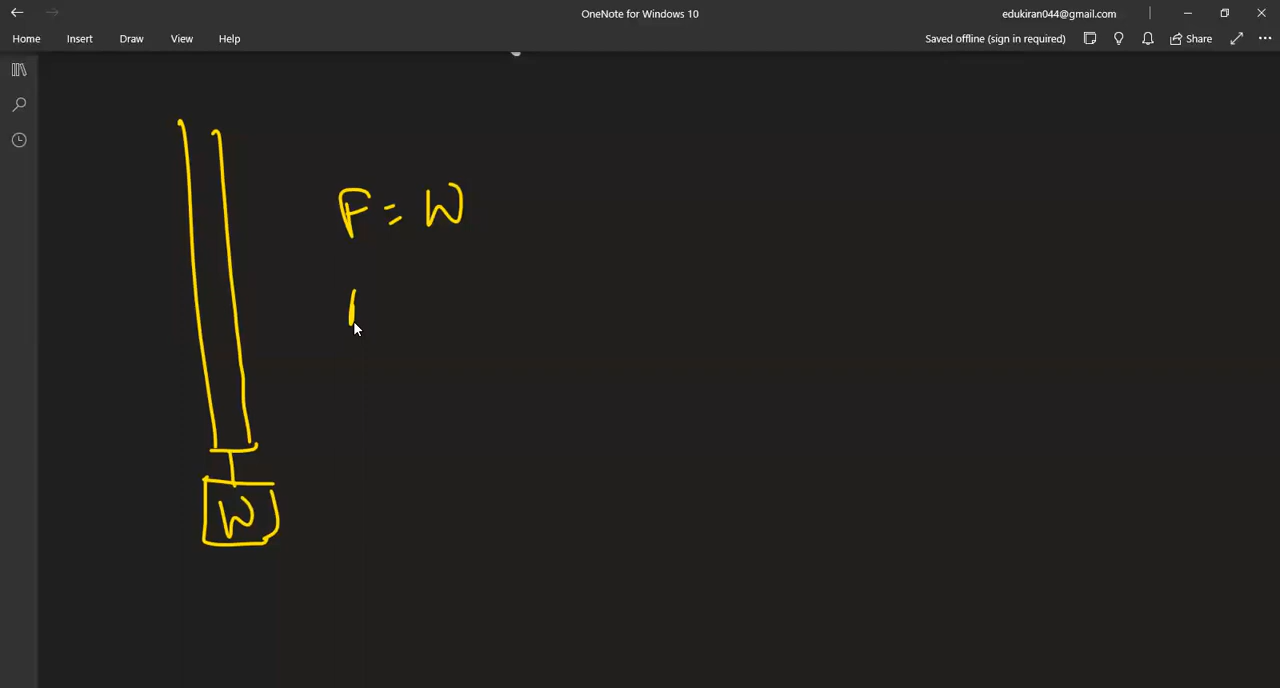 OneNote for Windows 10
edukiran044@gmail.com
Home Insert Draw View Help
Saved offline (sign in required)
Share
F = W
W